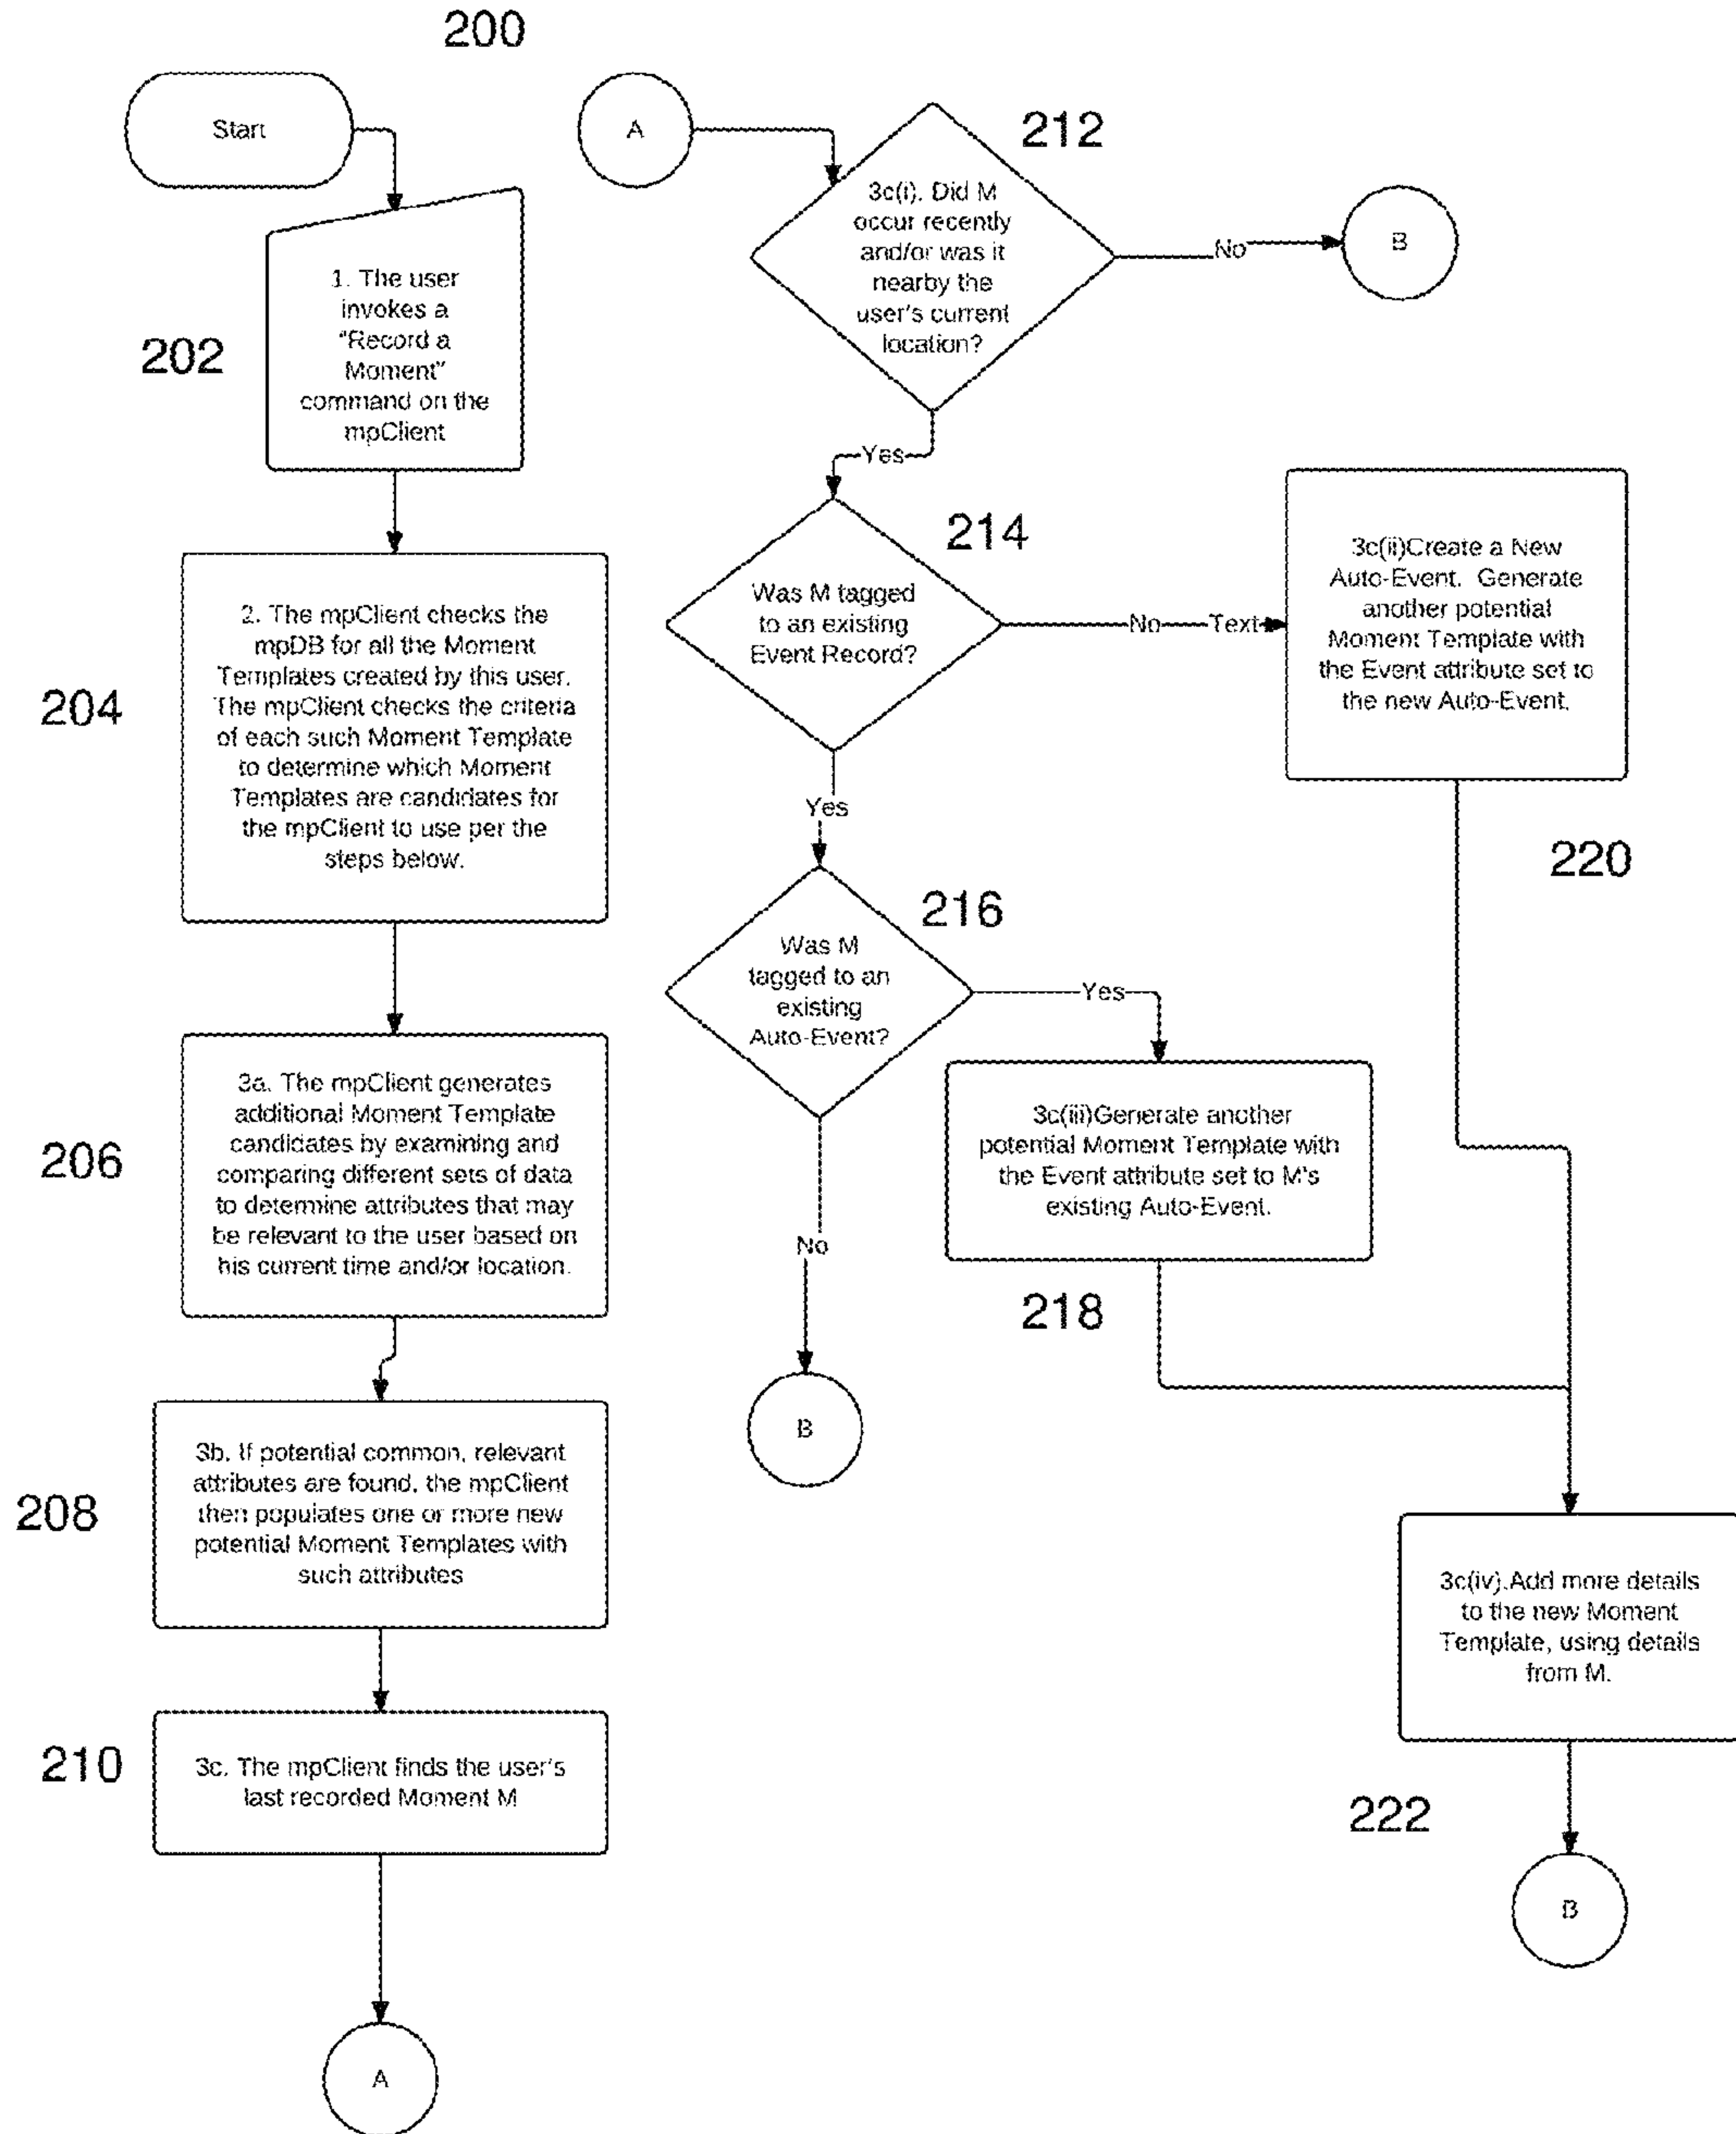 200
Start
202
1. The user
invokes a
"Record a
Moment"
command on the
mpClient
204
2. The mpClient checks the
mpDB for all the Moment
Templates created by this user.
The mpClient checks the criteria
of each such Moment Template
to determine which Moment
Templates are candidates for
the mpClient to use per the
steps below.
206
3a. The mpClient generates
additional Moment Template
candidates by examining and
comparing different sets of data
to determine attributes that may
be relevant to the user based on
his current time and/or location.
208
3b. If potential common, relevant
attributes are found, the mpClient
then populates one or more new
potential Moment Templates with
such attributes
210
3c. The mpClient finds the user's
last recorded Moment M
A
A
212
3c(i). Did M
occur recently
and/or was it
nearby the
user's current
location?
No
B
Yes
214
Was M tagged
to an existing
Event Record?
No
Text
3c(ii)Create a New
Auto-Event. Generate
another potential
Moment Template with
the Event attribute set to
the new Auto-Event.
220
Yes
216
Was M
tagged to an
existing
Auto-Event?
Yes
3c(iii)Generate another
potential Moment Template with
the Event attribute set to M's
existing Auto-Event.
218
No
B
3c(iv).Add more details
to the new Moment
Template, using details
from M.
222
B